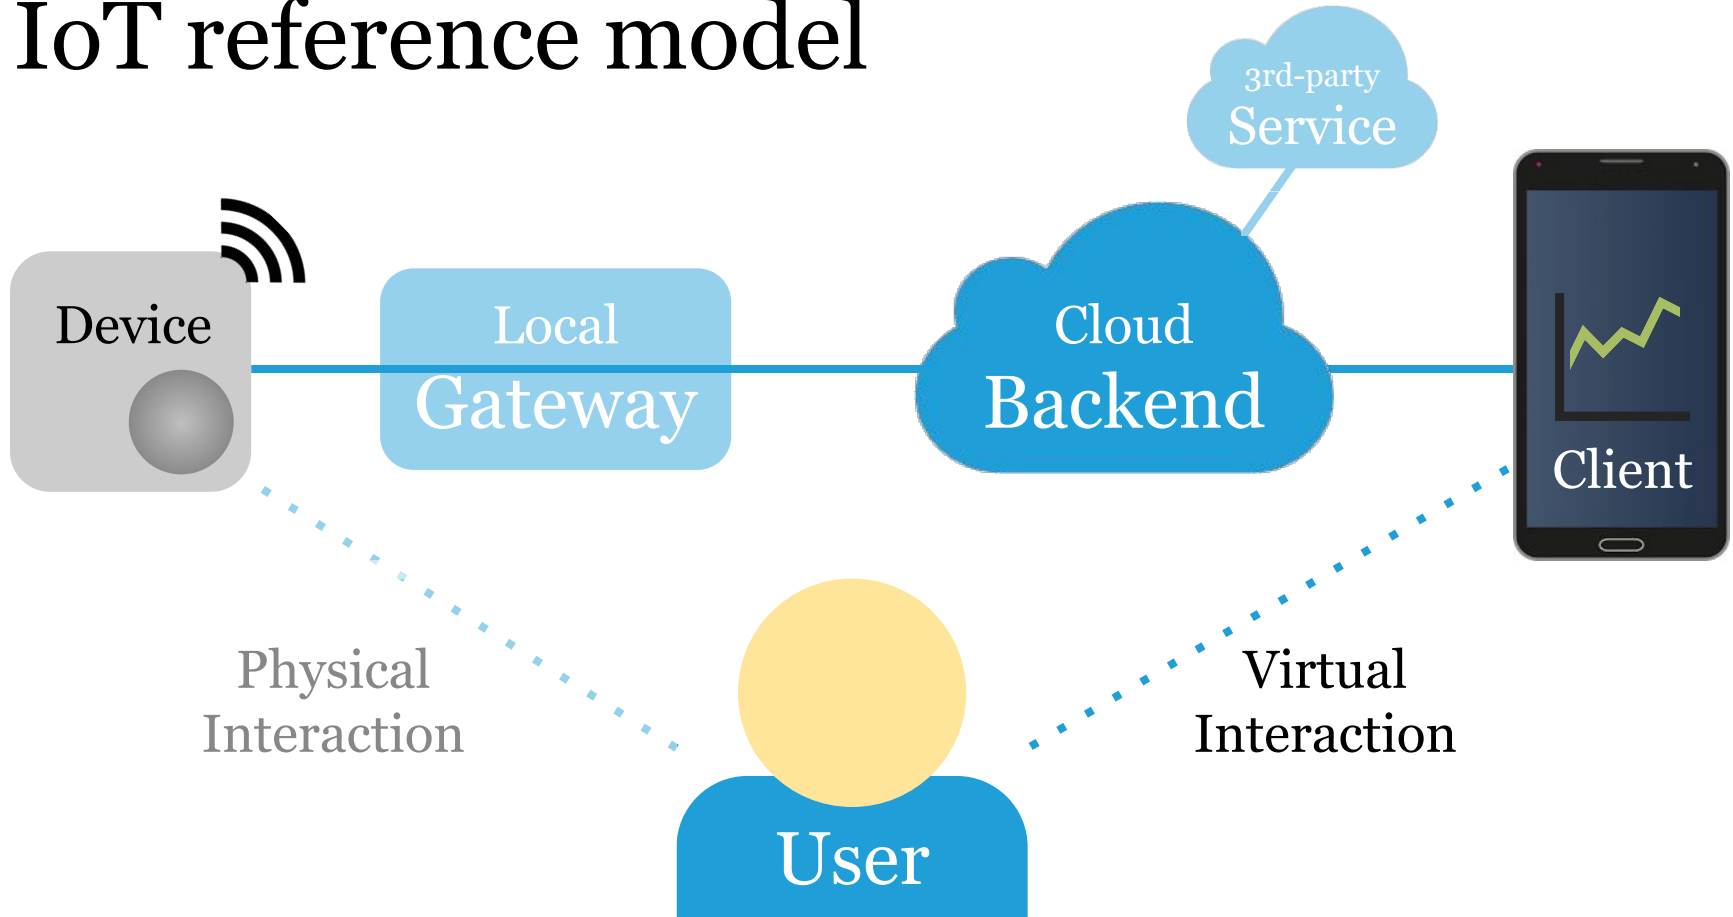 IoT reference model
3rd-party
Service
Device
Local
Gateway
Cloud
Backend
Client
Physical
Interaction
Virtual
Interaction
User